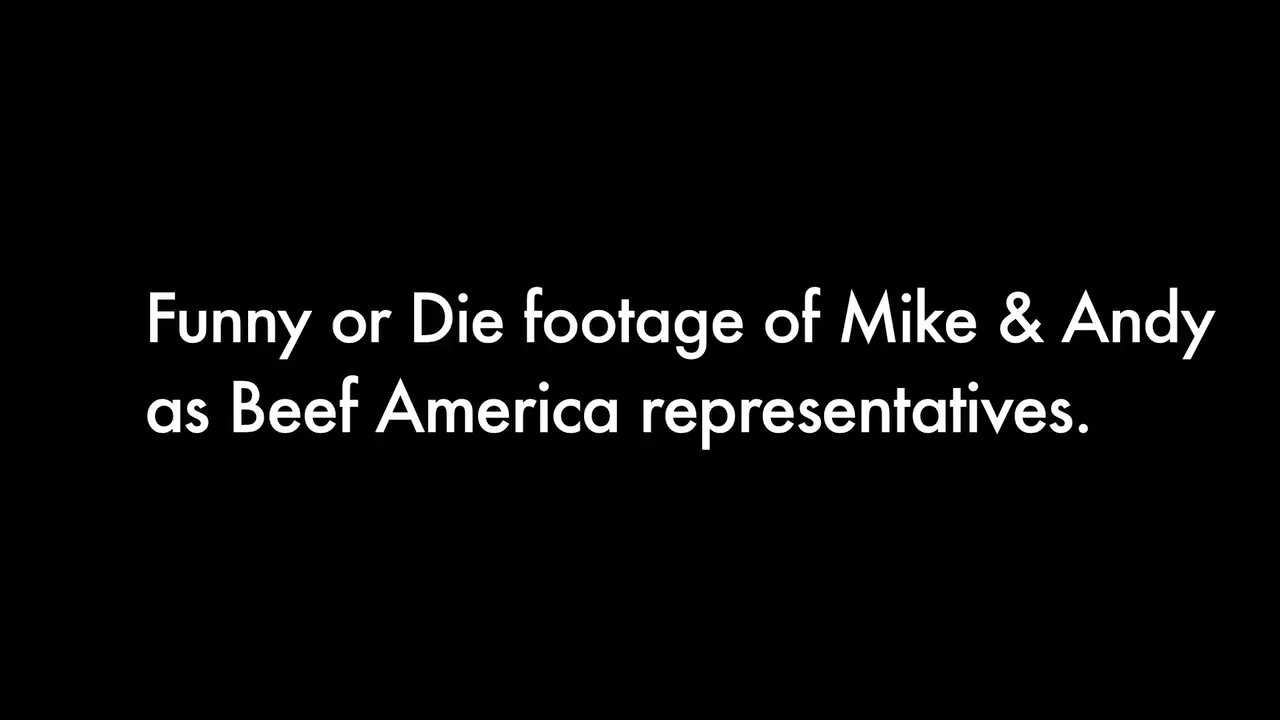 Funny or Die footage of Mike & Andy
as Beef America representatives.